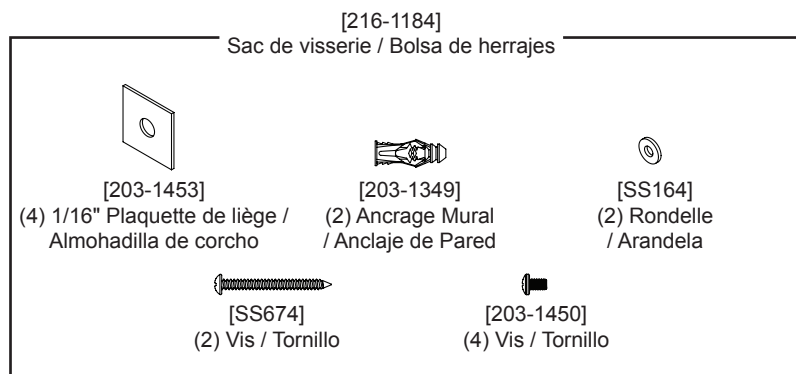 [216-1184]
Sac de visserie / Bolsa de herrajes
[203-1453]
(4) 1/16" Plaquette de liège /
Almohadilla de corcho
[203-1349]
(2) Ancrage Mural
/ Anclaje de Pared
[SS164]
(2) Rondelle
/ Arandela
[SS674]
(2) Vis / Tornillo
[203-1450]
(4) Vis / Tornillo